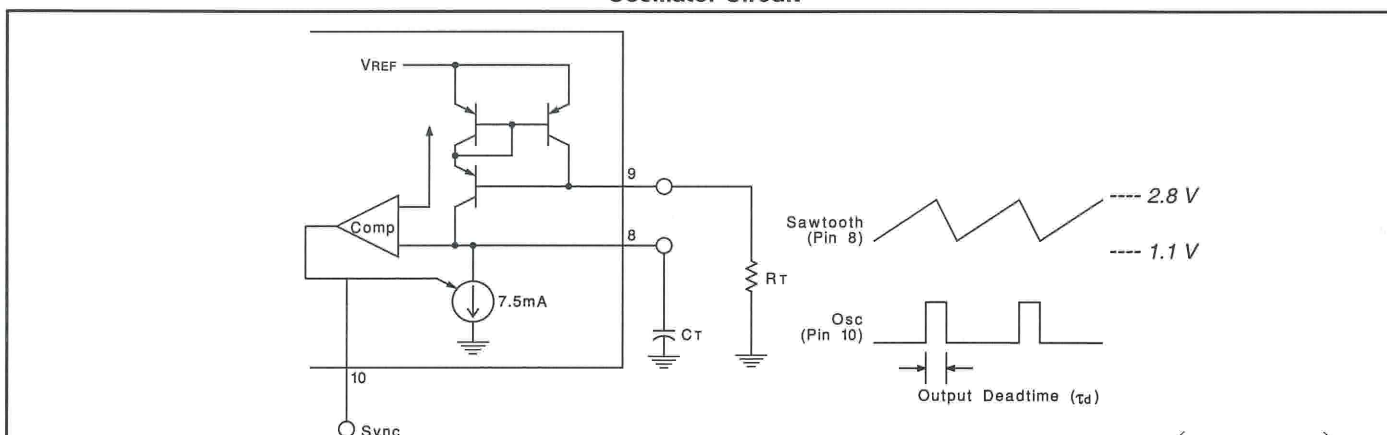 Oscillator Circuit
VREF
9
Comp
8
7.5mA
RT
CT
10
Sync
Sawtooth
(Pin 8)
---- 2.8 V
---- 1.1 V
Osc
(Pin 10)
Output Deadtime (τd)